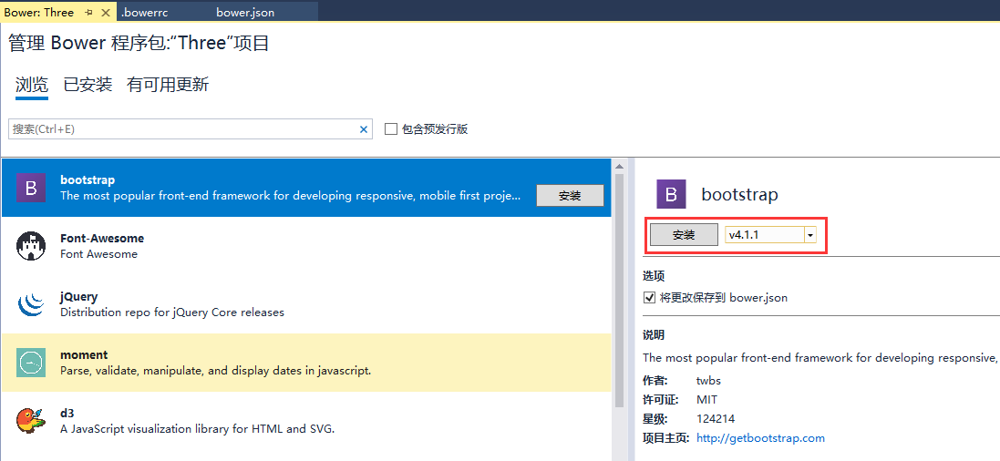 Bower: Three
.bowerrc
bower.json
管理 Bower 程序包:“Three”项目
浏览 已安装 有可用更新
搜索(Ctrl+E)
包含预发行版
B
bootstrap
The most popular front-end framework for developing responsive, mobile first proje...
安装
Font-Awesome
Font Awesome
jQuery
Distribution repo for jQuery Core releases
moment
Parse, validate, manipulate, and display dates in javascript.
d3
A JavaScript visualization library for HTML and SVG.
B
bootstrap
安装
v4.1.1
选项
将更改保存到 bower.json
说明
The most popular front-end framework for developing responsive,
作者: twbs
许可证: MIT
星级: 124214
项目主页: http://getbootstrap.com